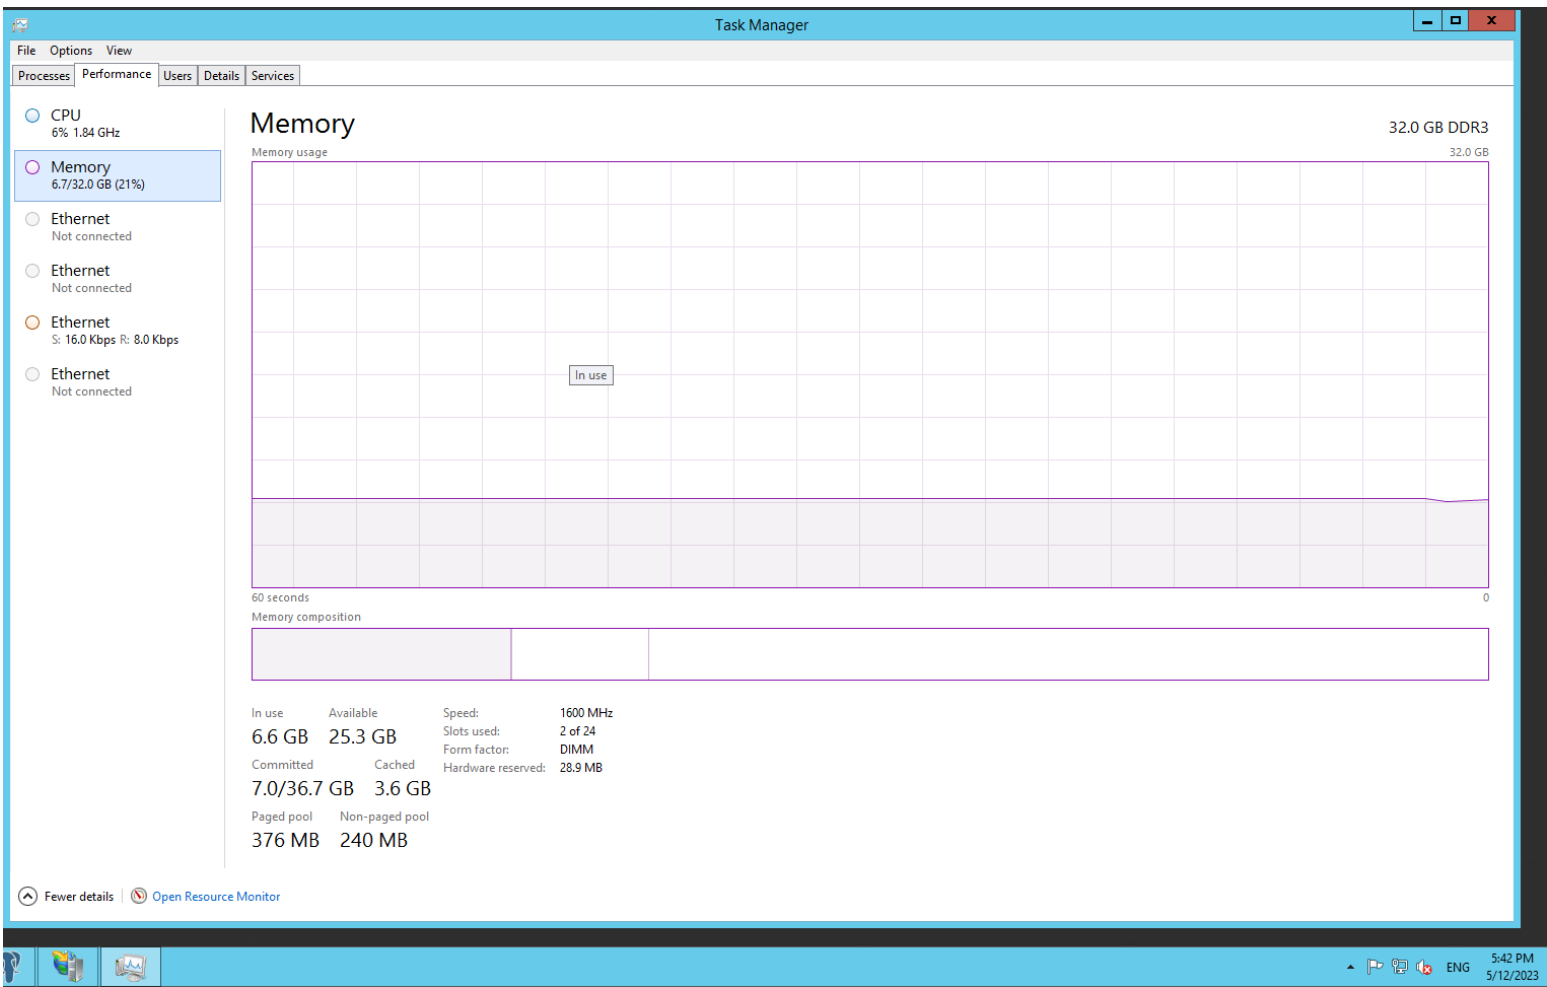 Task Manager
File Options View
Processes Performance Users Details Services
CPU
6% 1.84 GHz
Memory
6.7/32.0 GB (21%)
Ethernet
Not connected
Ethernet
Not connected
Ethernet
S: 16.0 Kbps R: 8.0 Kbps
Ethernet
Not connected
Memory
32.0 GB DDR3
Memory usage
32.0 GB
In use
60 seconds
0
Memory composition
In use Available
6.6 GB 25.3 GB
Committed Cached
7.0/36.7 GB 3.6 GB
Paged pool Non-paged pool
376 MB 240 MB
Speed: 1600 MHz
Slots used: 2 of 24
Form factor: DIMM
Hardware reserved: 28.9 MB
Fewer details Open Resource Monitor
ENG
5:42 PM
5/12/2023